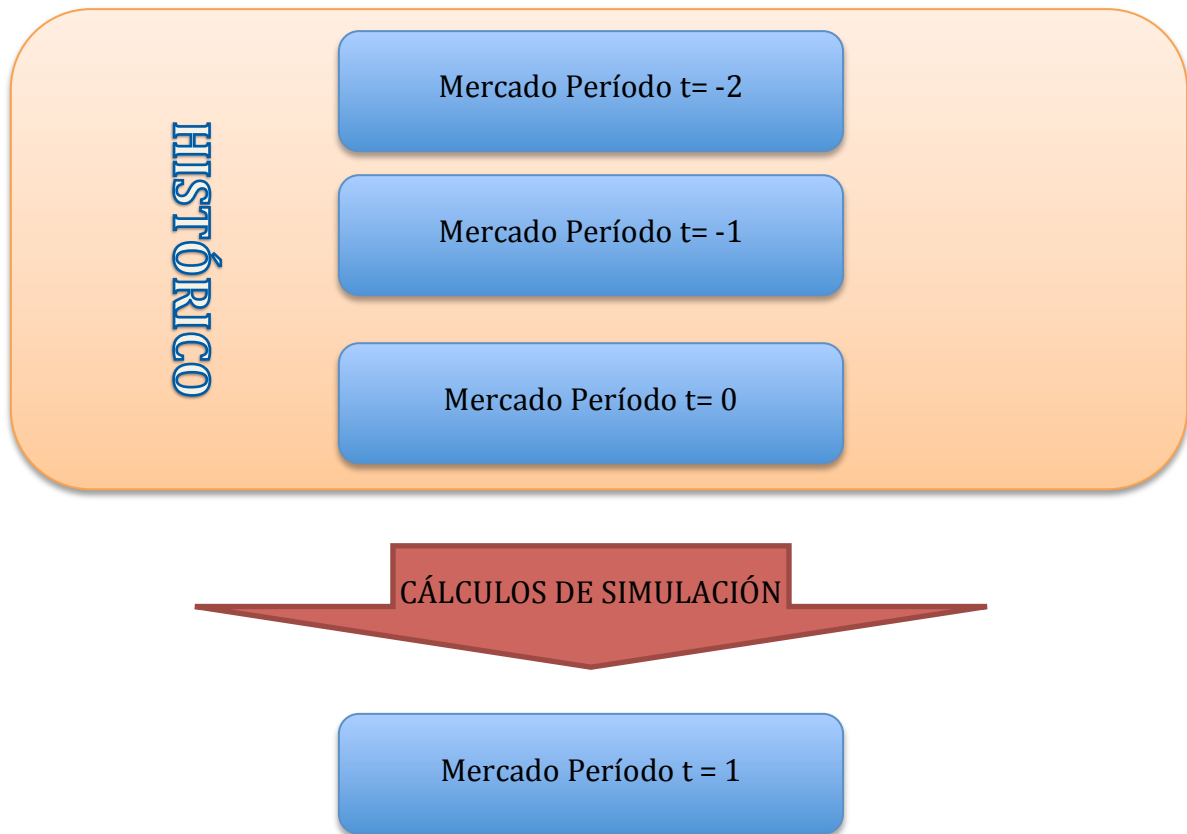 HISTÓRICO
Mercado Período t= -2
Mercado Período t= -1
Mercado Período t= 0
CÁLCULOS DE SIMULACIÓN
Mercado Período t = 1